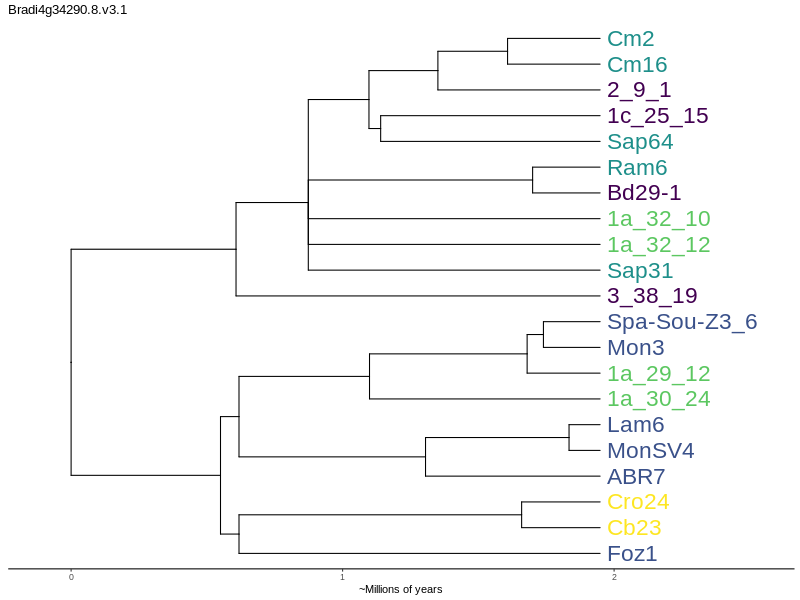 Bradi4g34290.8.v3.1
Cm2
Cm16
2_9_1
1c_25_15
Sap64
Ram6
Bd29-1
1a_32_10
1a_32_12
Sap31
3_38_19
Spa-Sou-Z3_6
Mon3
1a_29_12
1a_30_24
Lam6
MonSV4
ABR7
Cro24
Cb23
Foz1
0 1 2
~Millions of years